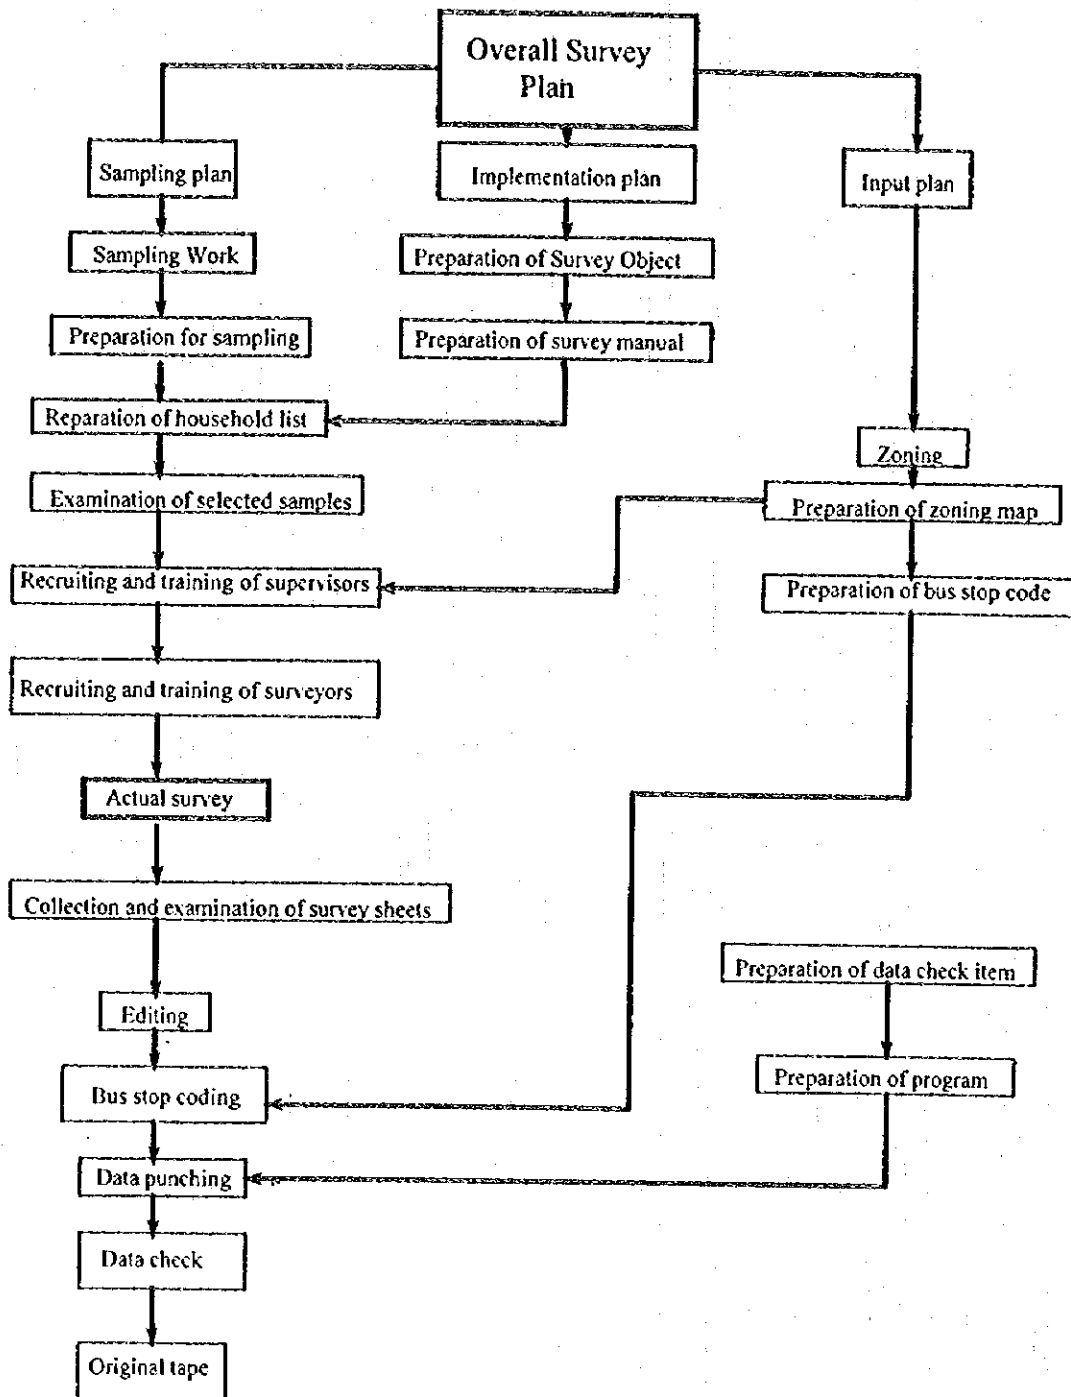 Overall Survey
Plan
Sampling plan
Implementation plan
Input plan
Sampling Work
Preparation of Survey Object
Preparation for sampling
Preparation of survey manual
Reparation of household list
Zoning
Examination of selected samples
Preparation of zoning map
Recruiting and training of supervisors
Preparation of bus stop code
Recruiting and training of surveyors
Actual survey
Collection and examination of survey sheets
Preparation of data check item
Editing
Preparation of program
Bus stop coding
Data punching
Data check
Original tape